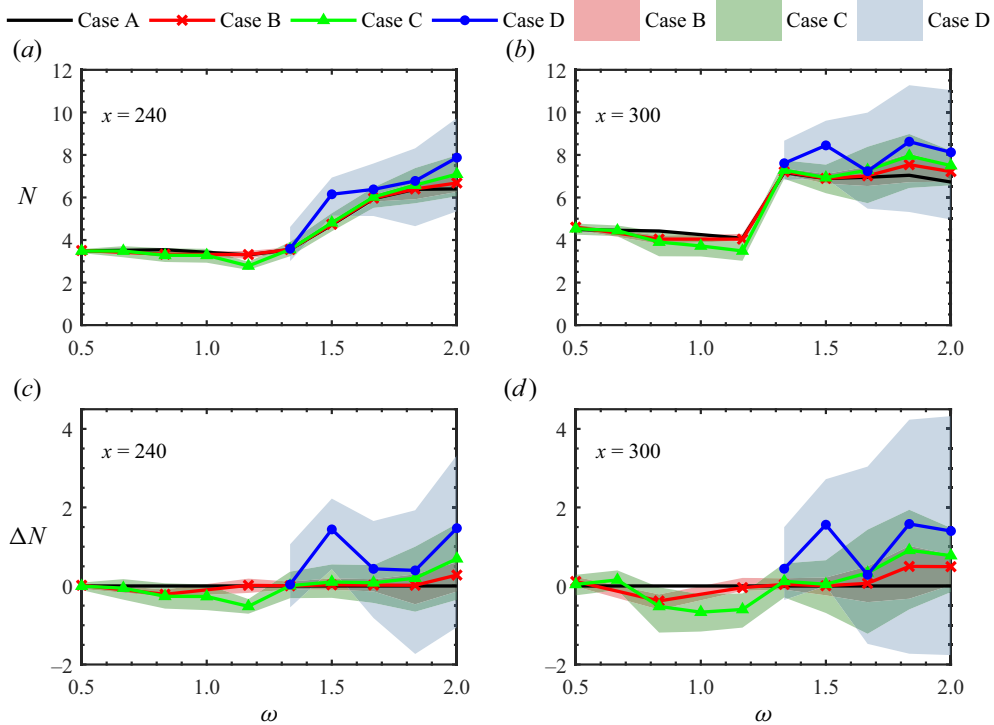 Case A Case B Case C Case D Case B Case C Case D
(a) (b)
12 12
x = 240 x = 300
10 10
8 8
N 6 6
4 4
2 2
0 0
0.5 1.0 1.5 2.0 0.5 1.0 1.5 2.0
(c) (d)
4 4
x = 240 x = 300
2 2
ΔN
0 0
−2 −2
0.5 1.0 1.5 2.0 0.5 1.0 1.5 2.0
ω ω